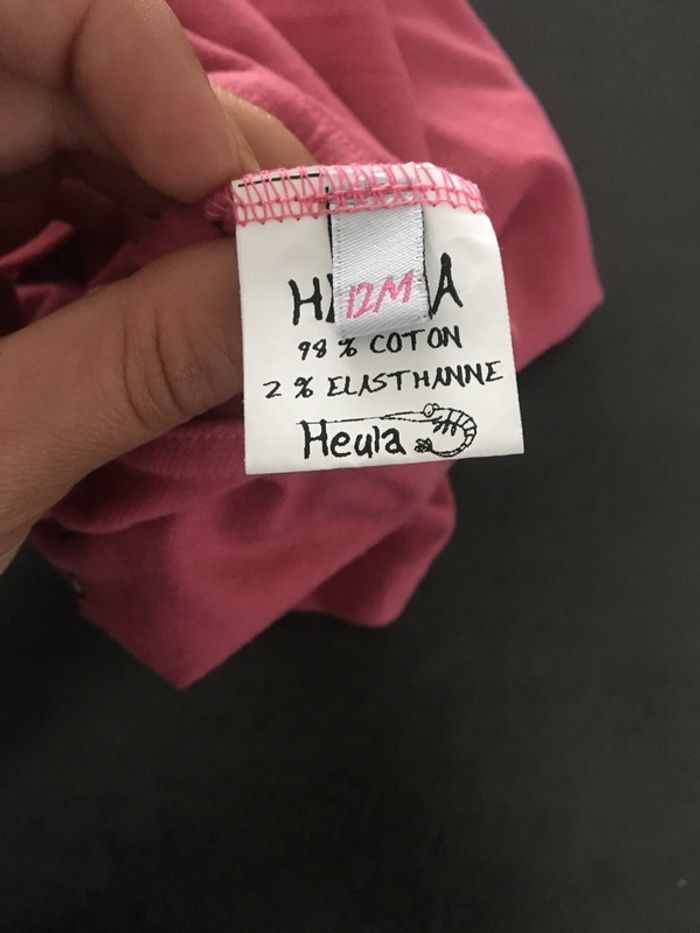 12M
98 % COTON
2 % ELASTHANNE
Heula